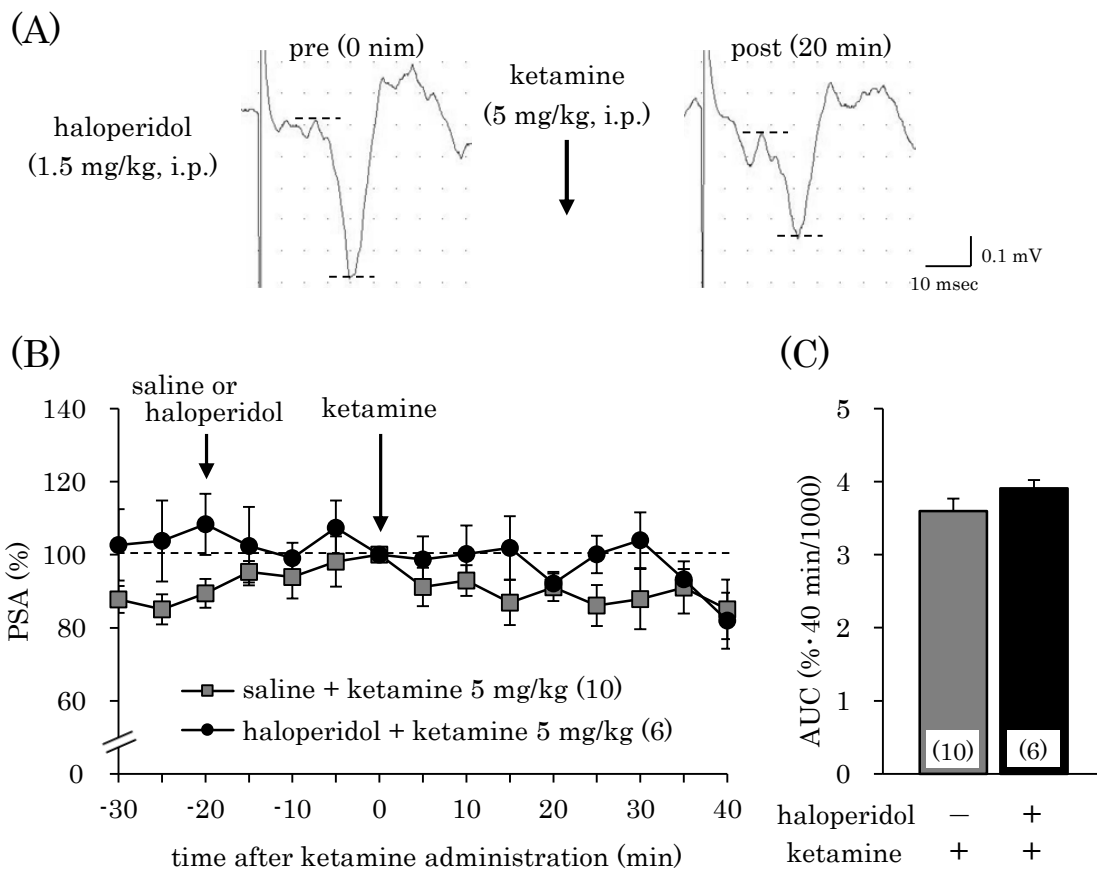 (A)
pre (0 nim)
post (20 min)
ketamine
(5 mg/kg, i.p.)
haloperidol
(1.5 mg/kg, i.p.)
0.1 mV
10 msec
(B)
saline or
haloperidol
ketamine
140
120
100
80
60
0
PSA (%)
saline + ketamine 5 mg/kg (10)
haloperidol + ketamine 5 mg/kg (6)
-30
-20
-10
0
10
20
30
40
time after ketamine administration (min)
(C)
5
4
3
2
1
0
AUC (%· 40 min/1000)
(10)
(6)
haloperidol − +
ketamine + +